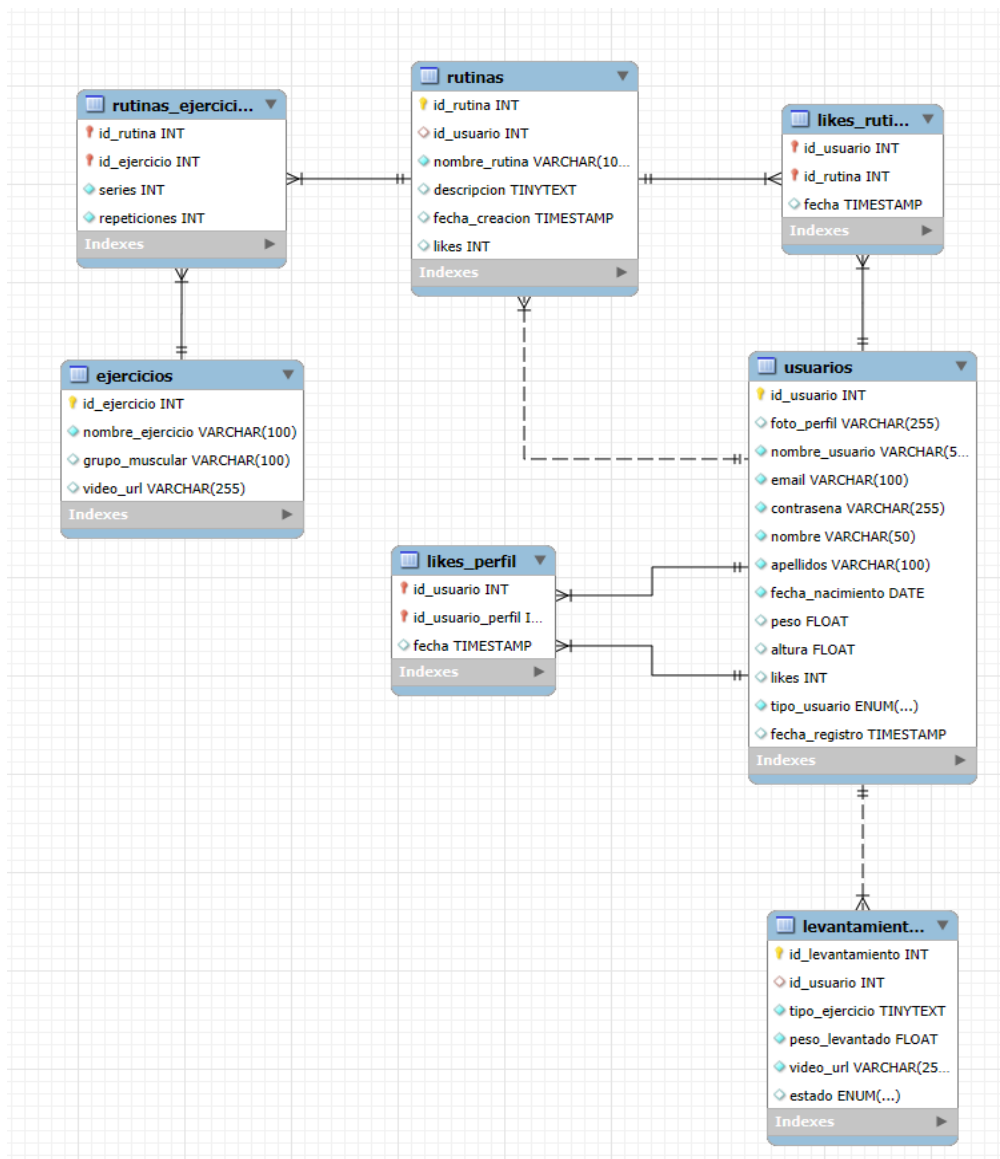 rutinas_ejercici...
id_rutina INT
id_ejercicio INT
series INT
repeticiones INT
Indexes
rutinas
id_rutina INT
id_usuario INT
nombre_rutina VARCHAR(10...
descripcion TINYTEXT
fecha_creacion TIMESTAMP
likes INT
Indexes
likes_ruti...
id_usuario INT
id_rutina INT
fecha TIMESTAMP
Indexes
ejercicios
id_ejercicio INT
nombre_ejercicio VARCHAR(100)
grupo_muscular VARCHAR(100)
video_url VARCHAR(255)
Indexes
usuarios
id_usuario INT
foto_perfil VARCHAR(255)
nombre_usuario VARCHAR(5...
email VARCHAR(100)
contrasena VARCHAR(255)
nombre VARCHAR(50)
apellidos VARCHAR(100)
fecha_nacimiento DATE
peso FLOAT
altura FLOAT
likes INT
tipo_usuario ENUM(...)
fecha_registro TIMESTAMP
Indexes
likes_perfil
id_usuario INT
id_usuario_perfil I...
fecha TIMESTAMP
Indexes
levantamient...
id_levantamiento INT
id_usuario INT
tipo_ejercicio TINYTEXT
peso_levantado FLOAT
video_url VARCHAR(25...
estado ENUM(...)
Indexes